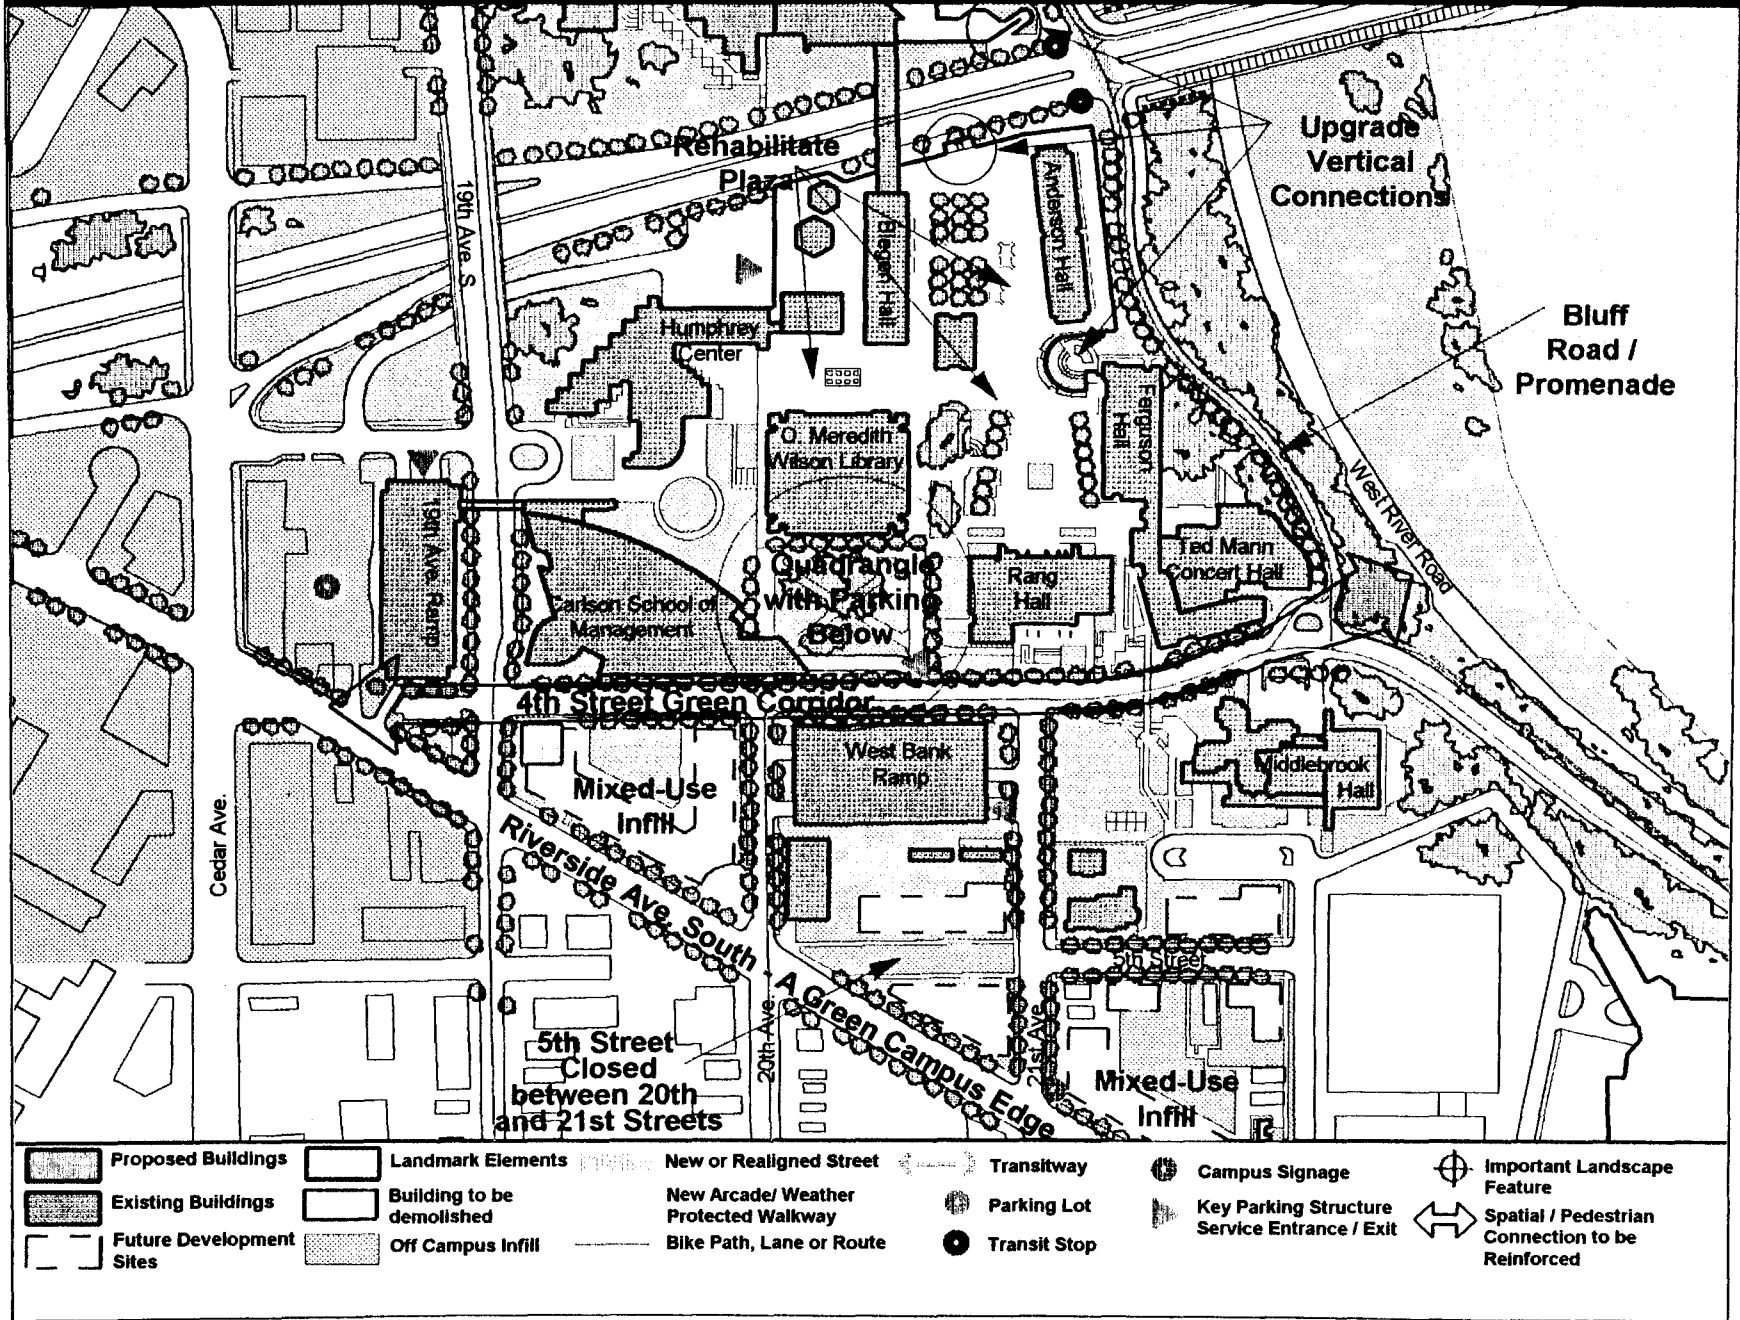 Rehabilitate
Plaza
Upgrade
Vertical
Connections
19th Ave. S.
Blegen Hall
Anderson Hall
Humphrey
Center
Bluff
Road /
Promenade
Ferguson
Hall
O. Meredith
Wilson Library
West River Road
19th Ave. Ramp
Ted Mann
Concert Hall
Quadrangle
with Parking
Below
Rarig
Hall
Carlson School of
Management
4th Street Green Corridor
West Bank
Ramp
Middlebrook
Hall
Mixed-Use
Infill
Cedar Ave.
Riverside Ave. South - A Green Campus Edge
5th Street
20th Ave.
21st Ave.
5th Street
Closed
between 20th
and 21st Streets
Mixed-Use
Infill
Proposed Buildings
Existing Buildings
Future Development
Sites
Landmark Elements
Building to be
demolished
Off Campus Infill
New or Realigned Street
New Arcade/ Weather
Protected Walkway
Bike Path, Lane or Route
Transitway
Parking Lot
Transit Stop
Campus Signage
Key Parking Structure
Service Entrance / Exit
Important Landscape
Feature
Spatial / Pedestrian
Connection to be
Reinforced